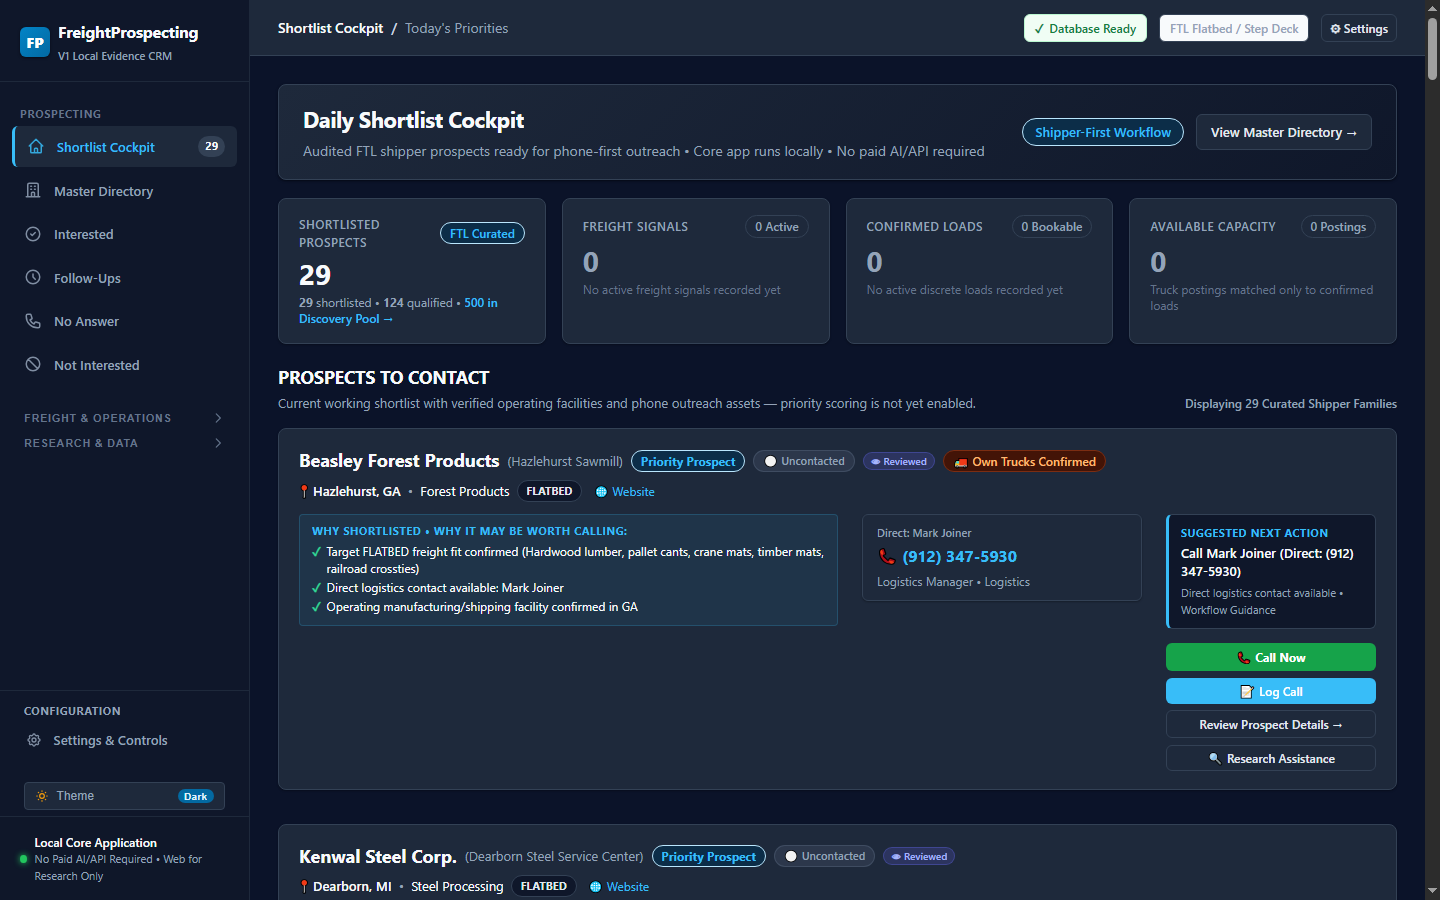 FP
FreightProspecting
V1 Local Evidence CRM
PROSPECTING
Shortlist Cockpit 29
Master Directory
Interested
Follow-Ups
No Answer
Not Interested
FREIGHT & OPERATIONS
RESEARCH & DATA
CONFIGURATION
Settings & Controls
Theme Dark
Local Core Application
No Paid AI/API Required • Web for
Research Only
Shortlist Cockpit / Today's Priorities
✓ Database Ready
FTL Flatbed / Step Deck
⚙ Settings
Daily Shortlist Cockpit
Audited FTL shipper prospects ready for phone-first outreach • Core app runs locally • No paid AI/API required
Shipper-First Workflow
View Master Directory →
SHORTLISTED
PROSPECTS
FTL Curated
29
29 shortlisted • 124 qualified • 500 in
Discovery Pool →
FREIGHT SIGNALS
0 Active
0
No active freight signals recorded yet
CONFIRMED LOADS
0 Bookable
0
No active discrete loads recorded yet
AVAILABLE CAPACITY
0 Postings
0
Truck postings matched only to confirmed
loads
PROSPECTS TO CONTACT
Current working shortlist with verified operating facilities and phone outreach assets — priority scoring is not yet enabled.
Displaying 29 Curated Shipper Families
Beasley Forest Products (Hazlehurst Sawmill) Priority Prospect Uncontacted Reviewed Own Trucks Confirmed
Hazlehurst, GA • Forest Products FLATBED Website
WHY SHORTLISTED • WHY IT MAY BE WORTH CALLING:
✓ Target FLATBED freight fit confirmed (Hardwood lumber, pallet cants, crane mats, timber mats,
railroad crossties)
✓ Direct logistics contact available: Mark Joiner
✓ Operating manufacturing/shipping facility confirmed in GA
Direct: Mark Joiner
(912) 347-5930
Logistics Manager • Logistics
SUGGESTED NEXT ACTION
Call Mark Joiner (Direct: (912)
347-5930)
Direct logistics contact available •
Workflow Guidance
Call Now
Log Call
Review Prospect Details →
Research Assistance
Kenwal Steel Corp. (Dearborn Steel Service Center) Priority Prospect Uncontacted Reviewed
Dearborn, MI • Steel Processing FLATBED Website